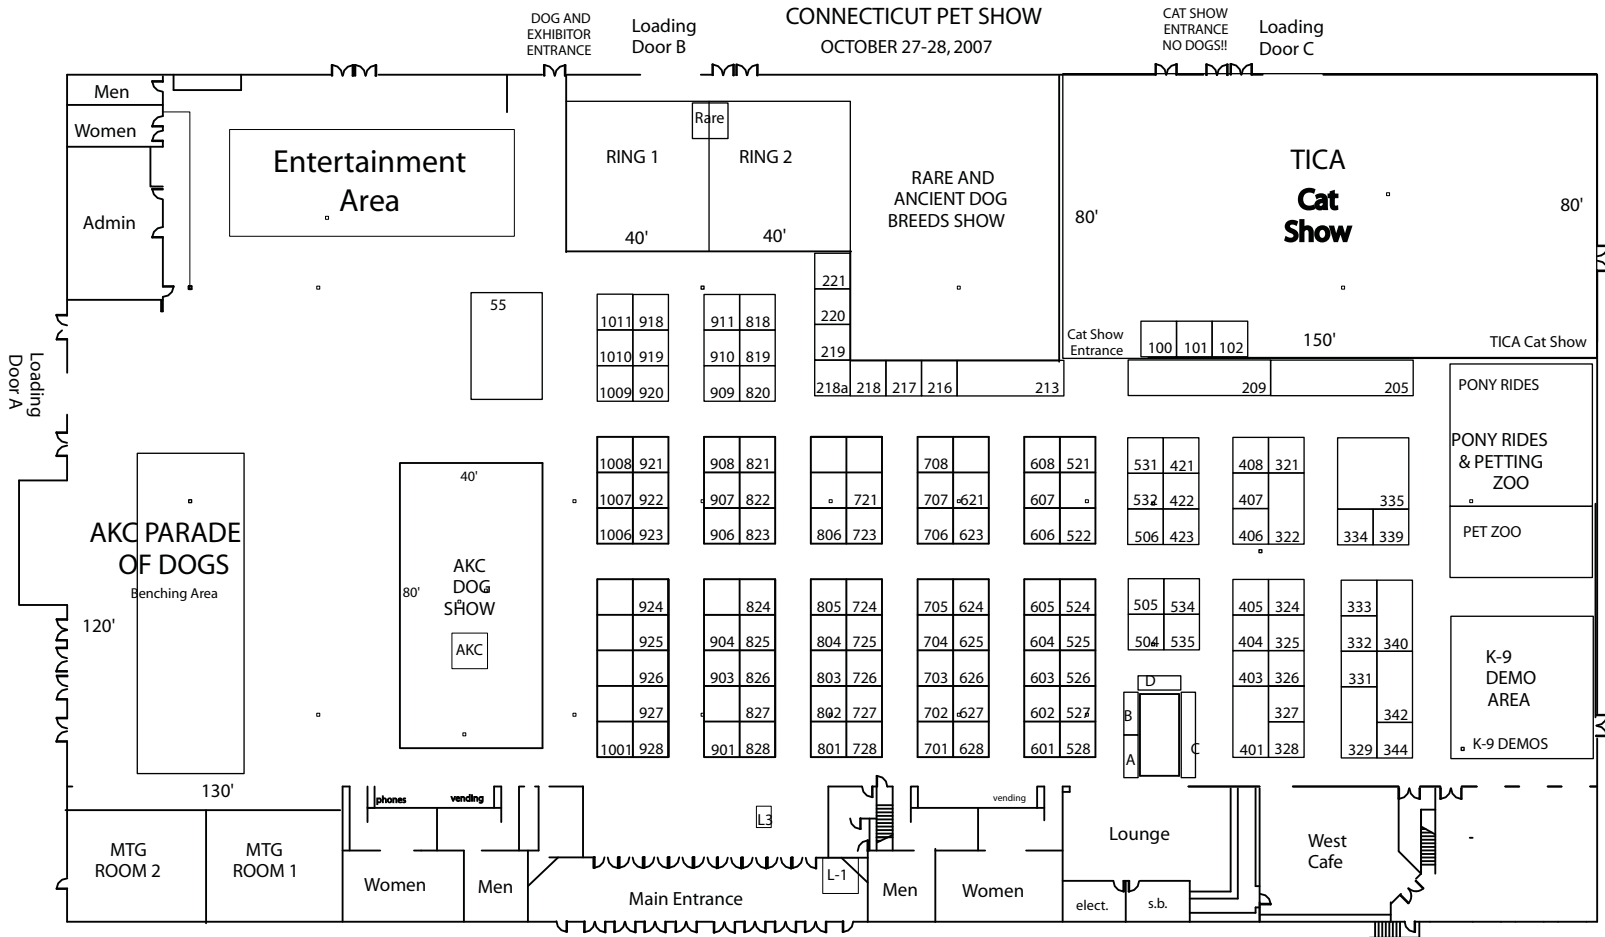 CONNECTICUT PET SHOW
OCTOBER 27-28, 2007
DOG AND
EXHIBITOR
ENTRANCE
Loading
Door B
CAT SHOW
ENTRANCE
NO DOGS!!
Loading
Door C
Men
Women
Admin
Entertainment
Area
Rare
RING 1
RING 2
40'
40'
RARE AND
ANCIENT DOG
BREEDS SHOW
80'
TICA
Cat
Show
80'
Cat Show
Entrance
100 101 102
150'
TICA Cat Show
Loading
Door A
55
221
220
219
218a 218 217 216 213
209 205
1011 918 911 818
1010 919 910 819
1009 920 909 820
PONY RIDES
PONY RIDES
& PETTING
ZOO
PET ZOO
1008 921 908 821 708 608 521 531 421 408 321
1007 922 907 822 721 707 621 607 532 422 407 335
1006 923 906 823 806 723 706 623 606 522 506 423 406 322 334 339
AKC PARADE
OF DOGS
Benching Area
120'
130'
40'
80'
AKC
DOG
SHOW
AKC
924 824 805 724 705 624 605 524 505 534 405 324 333
925 904 825 804 725 704 625 604 525 504 535 404 325 332 340
926 903 826 803 726 703 626 603 526 403 326 331
927 827 802 727 702 627 602 527 327 342
1001 928 901 828 801 728 701 628 601 528 401 328 329 344
D
B
A
C
K-9
DEMO
AREA
K-9 DEMOS
phones
vending
vending
L3
L-1
MTG
ROOM 2
MTG
ROOM 1
Women
Men
Main Entrance
Men
Women
Lounge
elect.
s.b.
West
Cafe